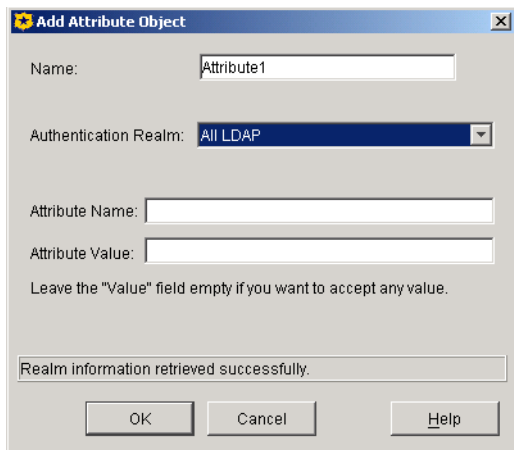 Add Attribute Object
Name: Attribute1
Authentication Realm: All LDAP
Attribute Name:
Attribute Value:
Leave the "Value" field empty if you want to accept any value.
Realm information retrieved successfully.
OK Cancel Help